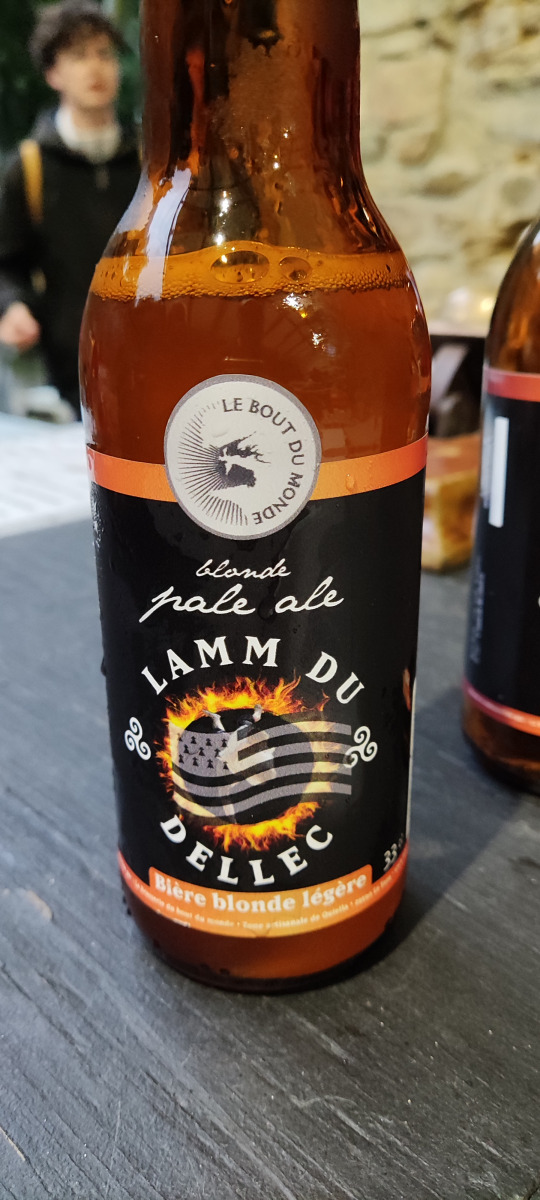 LE BOUT DU MONDE
blonde
pale ale
LAMM DU
DELLEC
33
Bière blonde légère